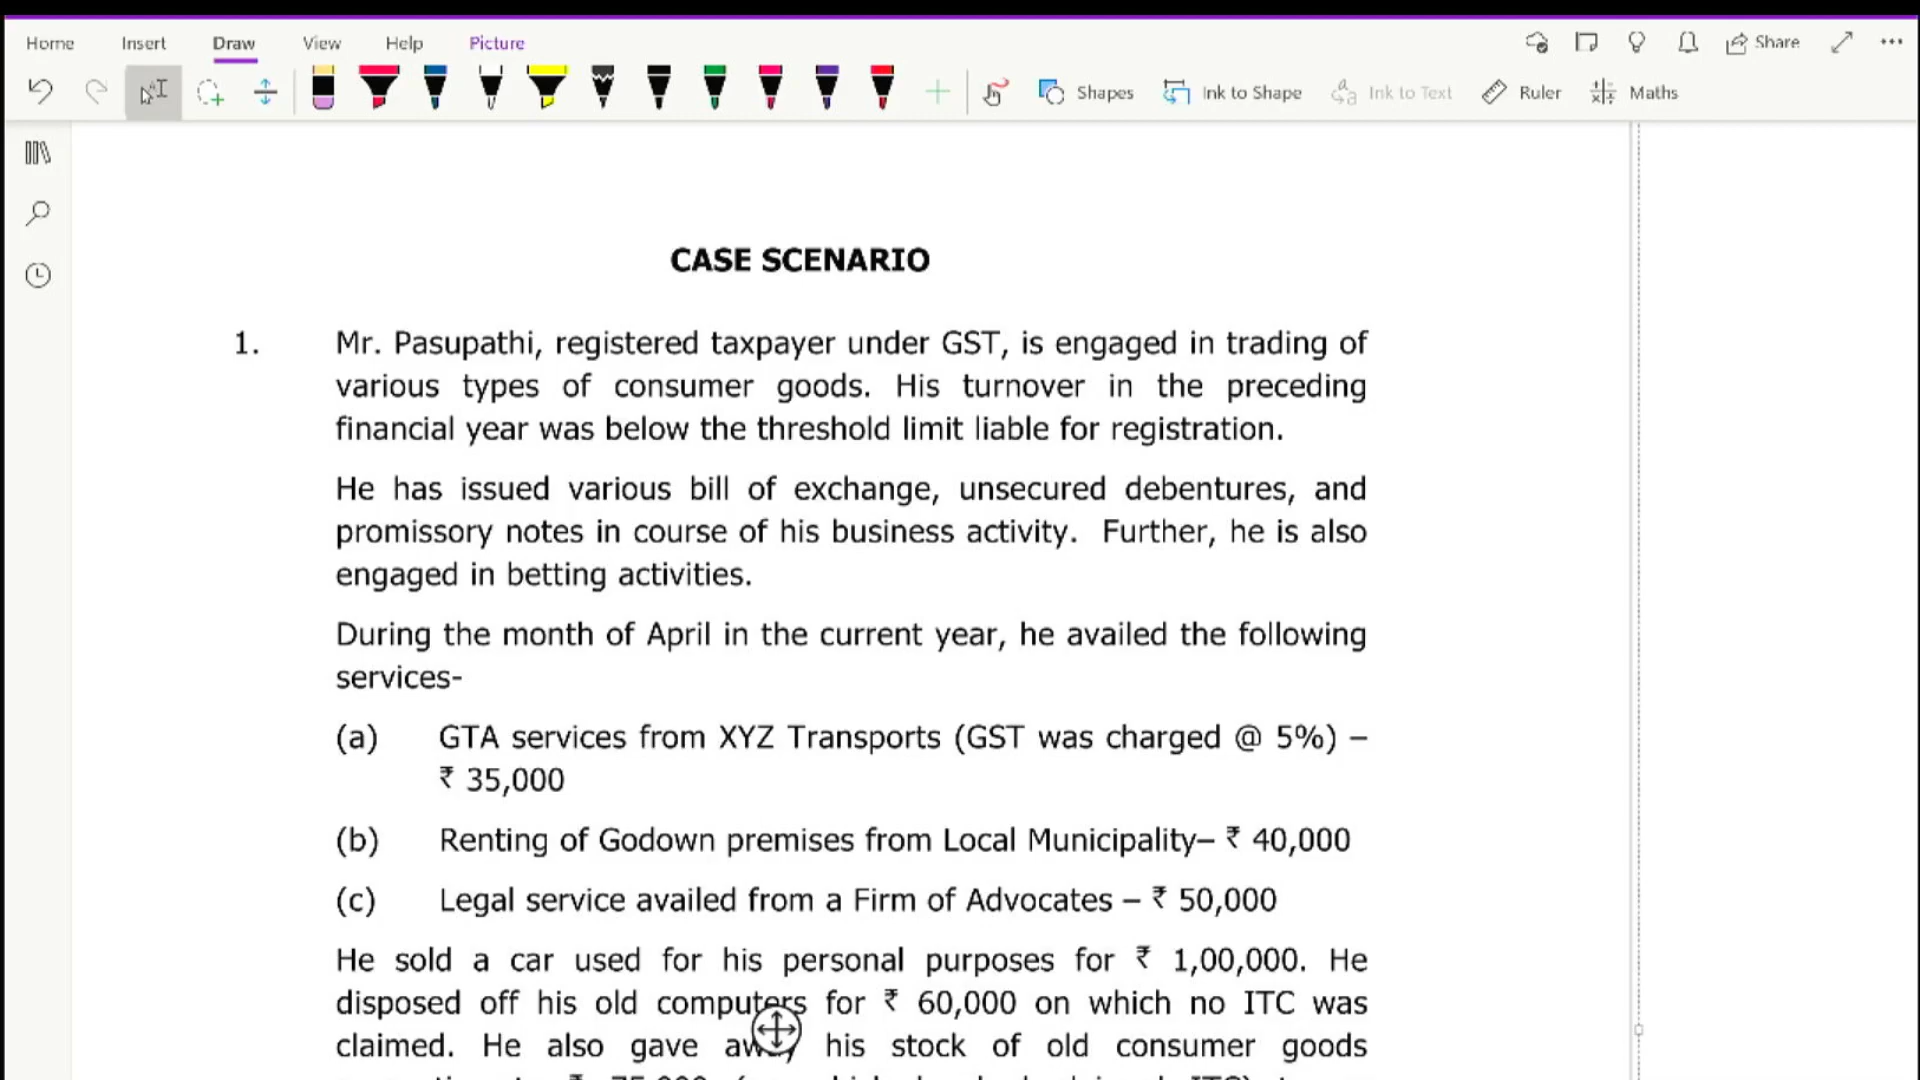 Home Insert Draw View Help Picture Share
Shapes Ink to Shape Ink to Text Ruler Maths
CASE SCENARIO
1. Mr. Pasupathi, registered taxpayer under GST, is engaged in trading of
various types of consumer goods. His turnover in the preceding
financial year was below the threshold limit liable for registration.
He has issued various bill of exchange, unsecured debentures, and
promissory notes in course of his business activity. Further, he is also
engaged in betting activities.
During the month of April in the current year, he availed the following
services-
(a) GTA services from XYZ Transports (GST was charged @ 5%) –
₹ 35,000
(b) Renting of Godown premises from Local Municipality– ₹ 40,000
(c) Legal service availed from a Firm of Advocates – ₹ 50,000
He sold a car used for his personal purposes for ₹ 1,00,000. He
disposed off his old computers for ₹ 60,000 on which no ITC was
claimed. He also gave away his stock of old consumer goods